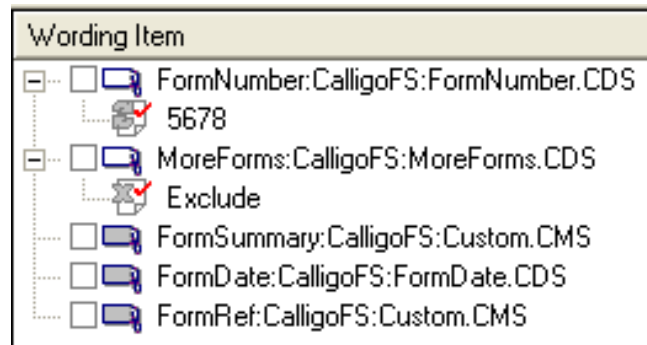 Wording Item
FormNumber:CalligoFS:FormNumber.CDS
5678
MoreForms:CalligoFS:MoreForms.CDS
Exclude
FormSummary:CalligoFS:Custom.CMS
FormDate:CalligoFS:FormDate.CDS
FormRef:CalligoFS:Custom.CMS